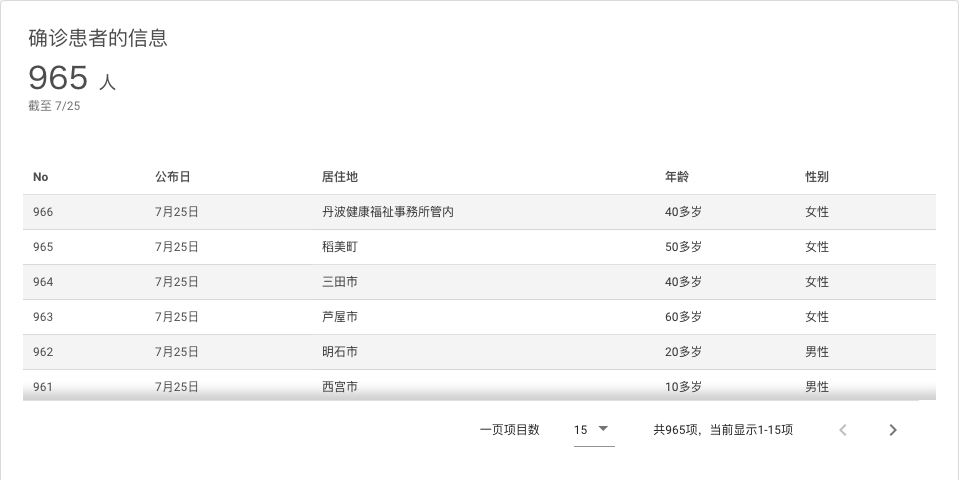 确诊患者的信息
965 人
截至 7/25
No 公布日 居住地 年龄 性别
966 7月25日 丹波健康福祉事務所管内 40多岁 女性
965 7月25日 稻美町 50多岁 女性
964 7月25日 三田市 40多岁 女性
963 7月25日 芦屋市 60多岁 女性
962 7月25日 明石市 20多岁 男性
961 7月25日 西宫市 10多岁 男性
一页项目数 15 共965项，当前显示1-15项